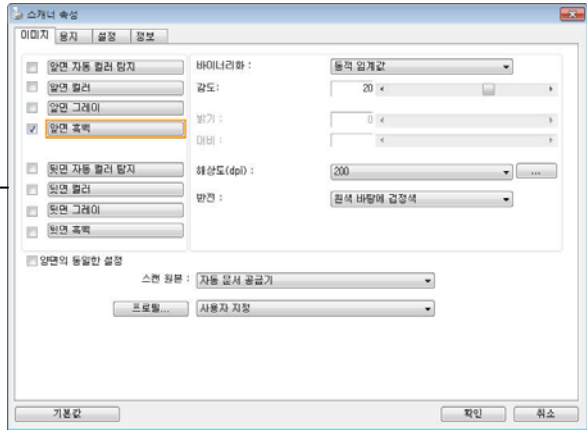 스캐너 속성
이미지 용지 설정 정보
앞면 자동 컬러 탐지
앞면 컬러
앞면 그레이
앞면 흑백
뒷면 자동 컬러 탐지
뒷면 컬러
뒷면 그레이
뒷면 흑백
바이너리화 : 동적 임계값
감도: 20
밝기 : 0
대비 :
해상도(dpi) : 200 ...
반전 : 흰색 바탕에 검정색
양면의 동일한 설정
스캔 원본 : 자동 문서 공급기
프로필... 사용자 지정
기본값 확인 취소